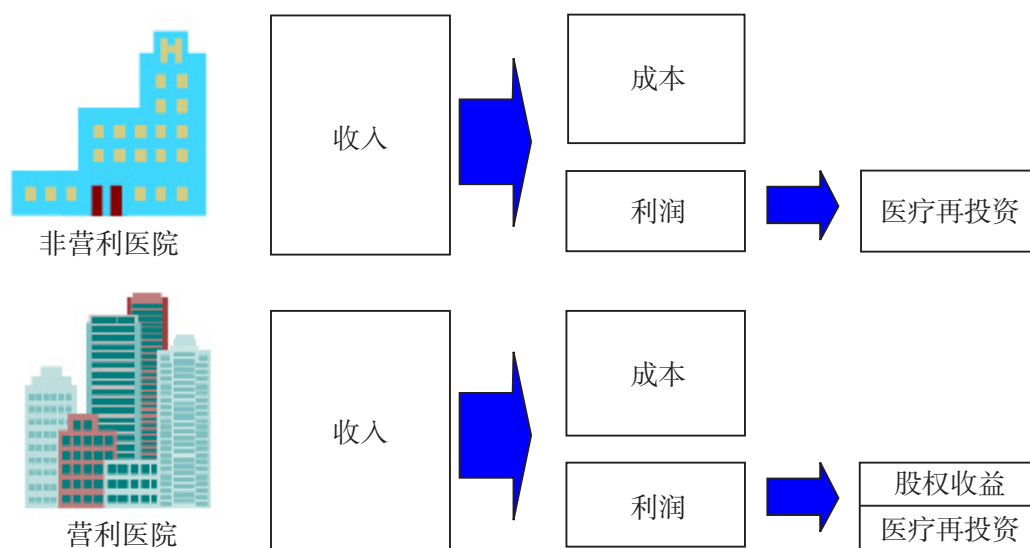 收入
成本
利润
医疗再投资
非营利医院
收入
成本
利润
股权收益
医疗再投资
营利医院